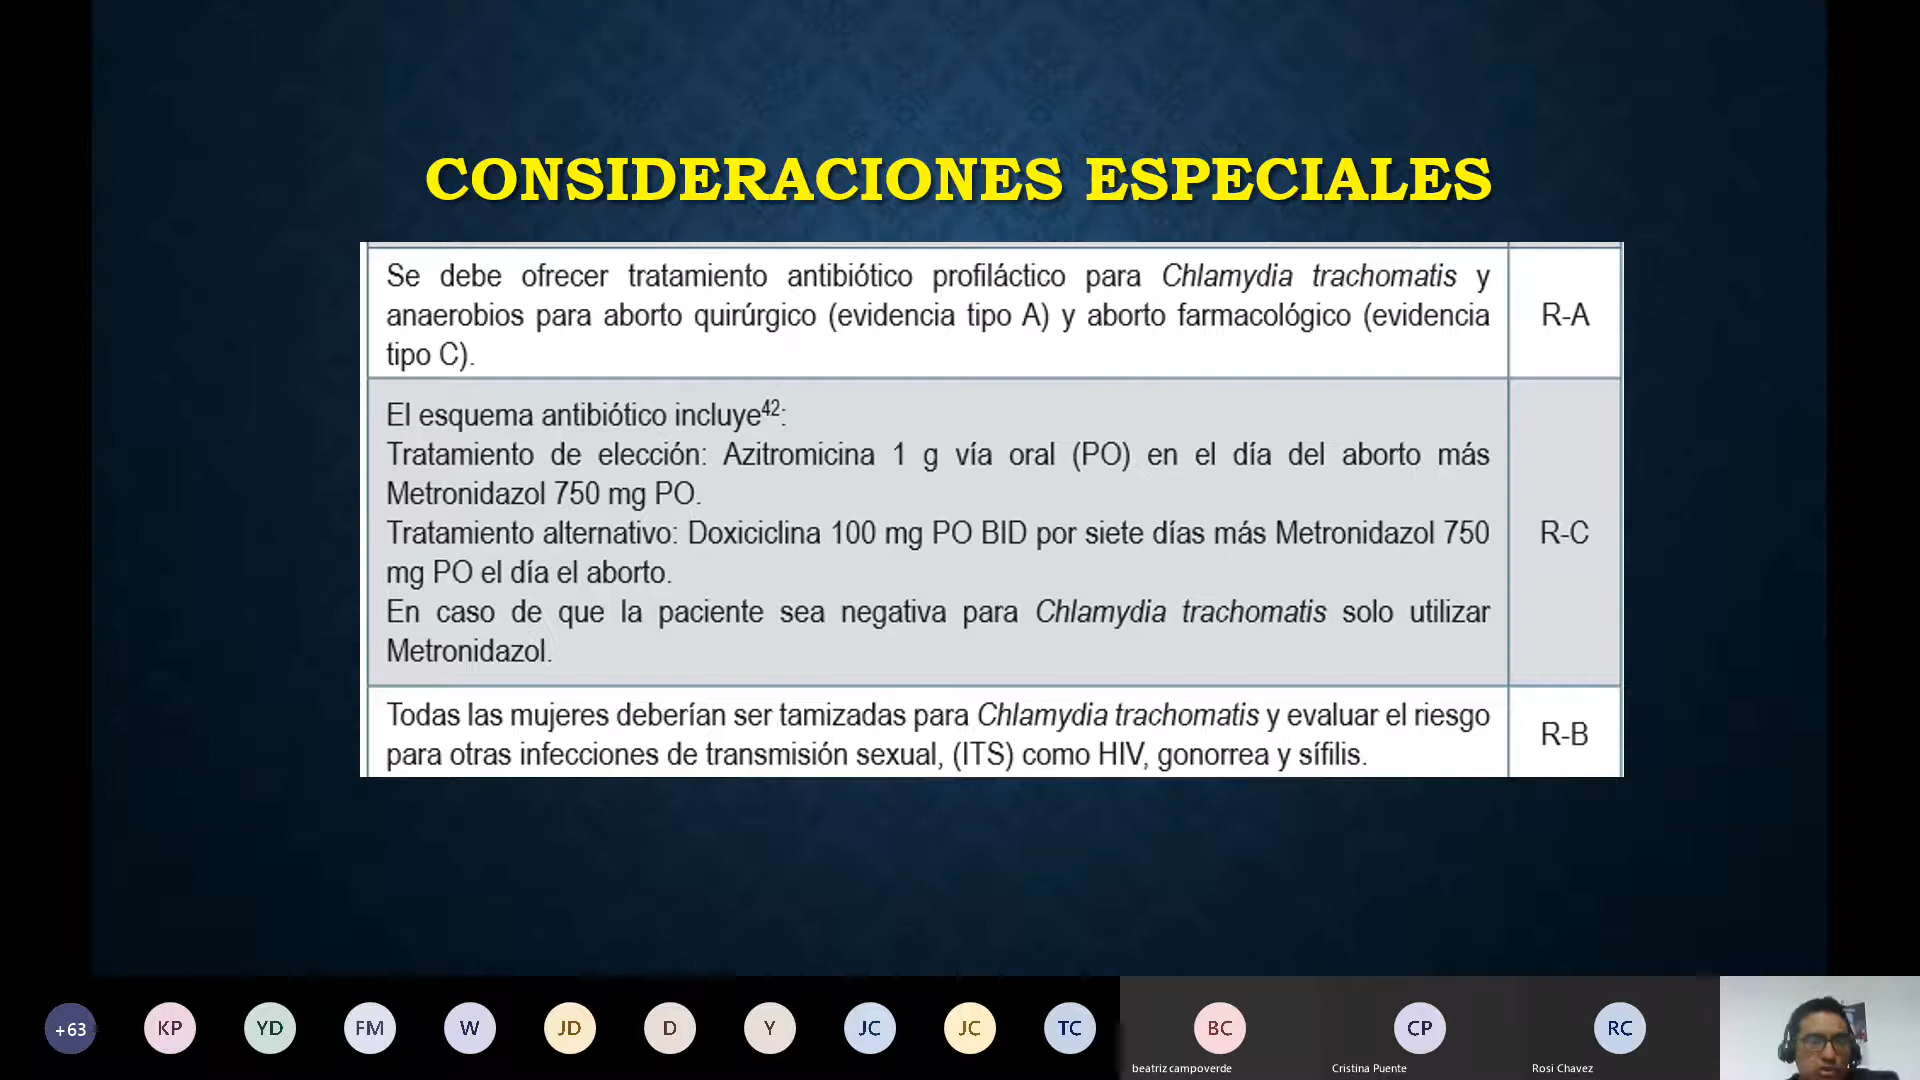 CONSIDERACIONES ESPECIALES
Se debe ofrecer tratamiento antibiótico profiláctico para Chlamydia trachomatis y
anaerobios para aborto quirúrgico (evidencia tipo A) y aborto farmacológico (evidencia
tipo C).
R-A
El esquema antibiótico incluye42:
Tratamiento de elección: Azitromicina 1 g vía oral (PO) en el día del aborto más
Metronidazol 750 mg PO.
Tratamiento alternativo: Doxiciclina 100 mg PO BID por siete días más Metronidazol 750
mg PO el día el aborto.
En caso de que la paciente sea negativa para Chlamydia trachomatis solo utilizar
Metronidazol.
R-C
Todas las mujeres deberían ser tamizadas para Chlamydia trachomatis y evaluar el riesgo
para otras infecciones de transmisión sexual, (ITS) como HIV, gonorrea y sífilis.
R-B
+63
KP
YD
FM
W
JD
D
Y
JC
JC
TC
BC
beatriz campoverde
CP
Cristina Puente
RC
Rosi Chavez